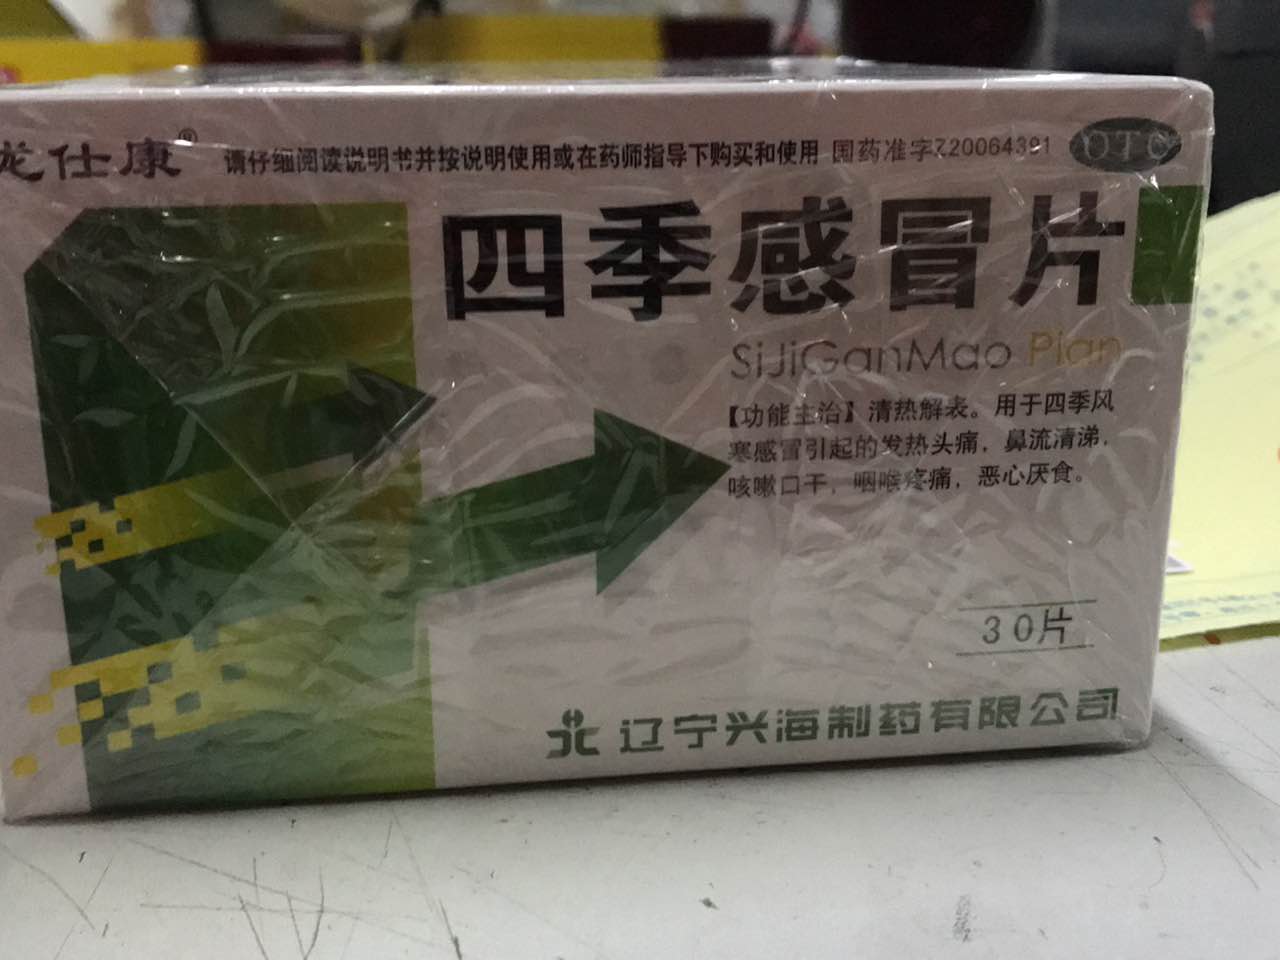 龙仕康®
请仔细阅读说明书并按说明使用或在药师指导下购买和使用 国药准字Z20064391 OTC
四季感冒片
SiJiGanMao Pian
【功能主治】清热解表。用于四季风
寒感冒引起的发热头痛，鼻流清涕，
咳嗽口干，咽喉疼痛，恶心厌食。
30片
辽宁兴海制药有限公司